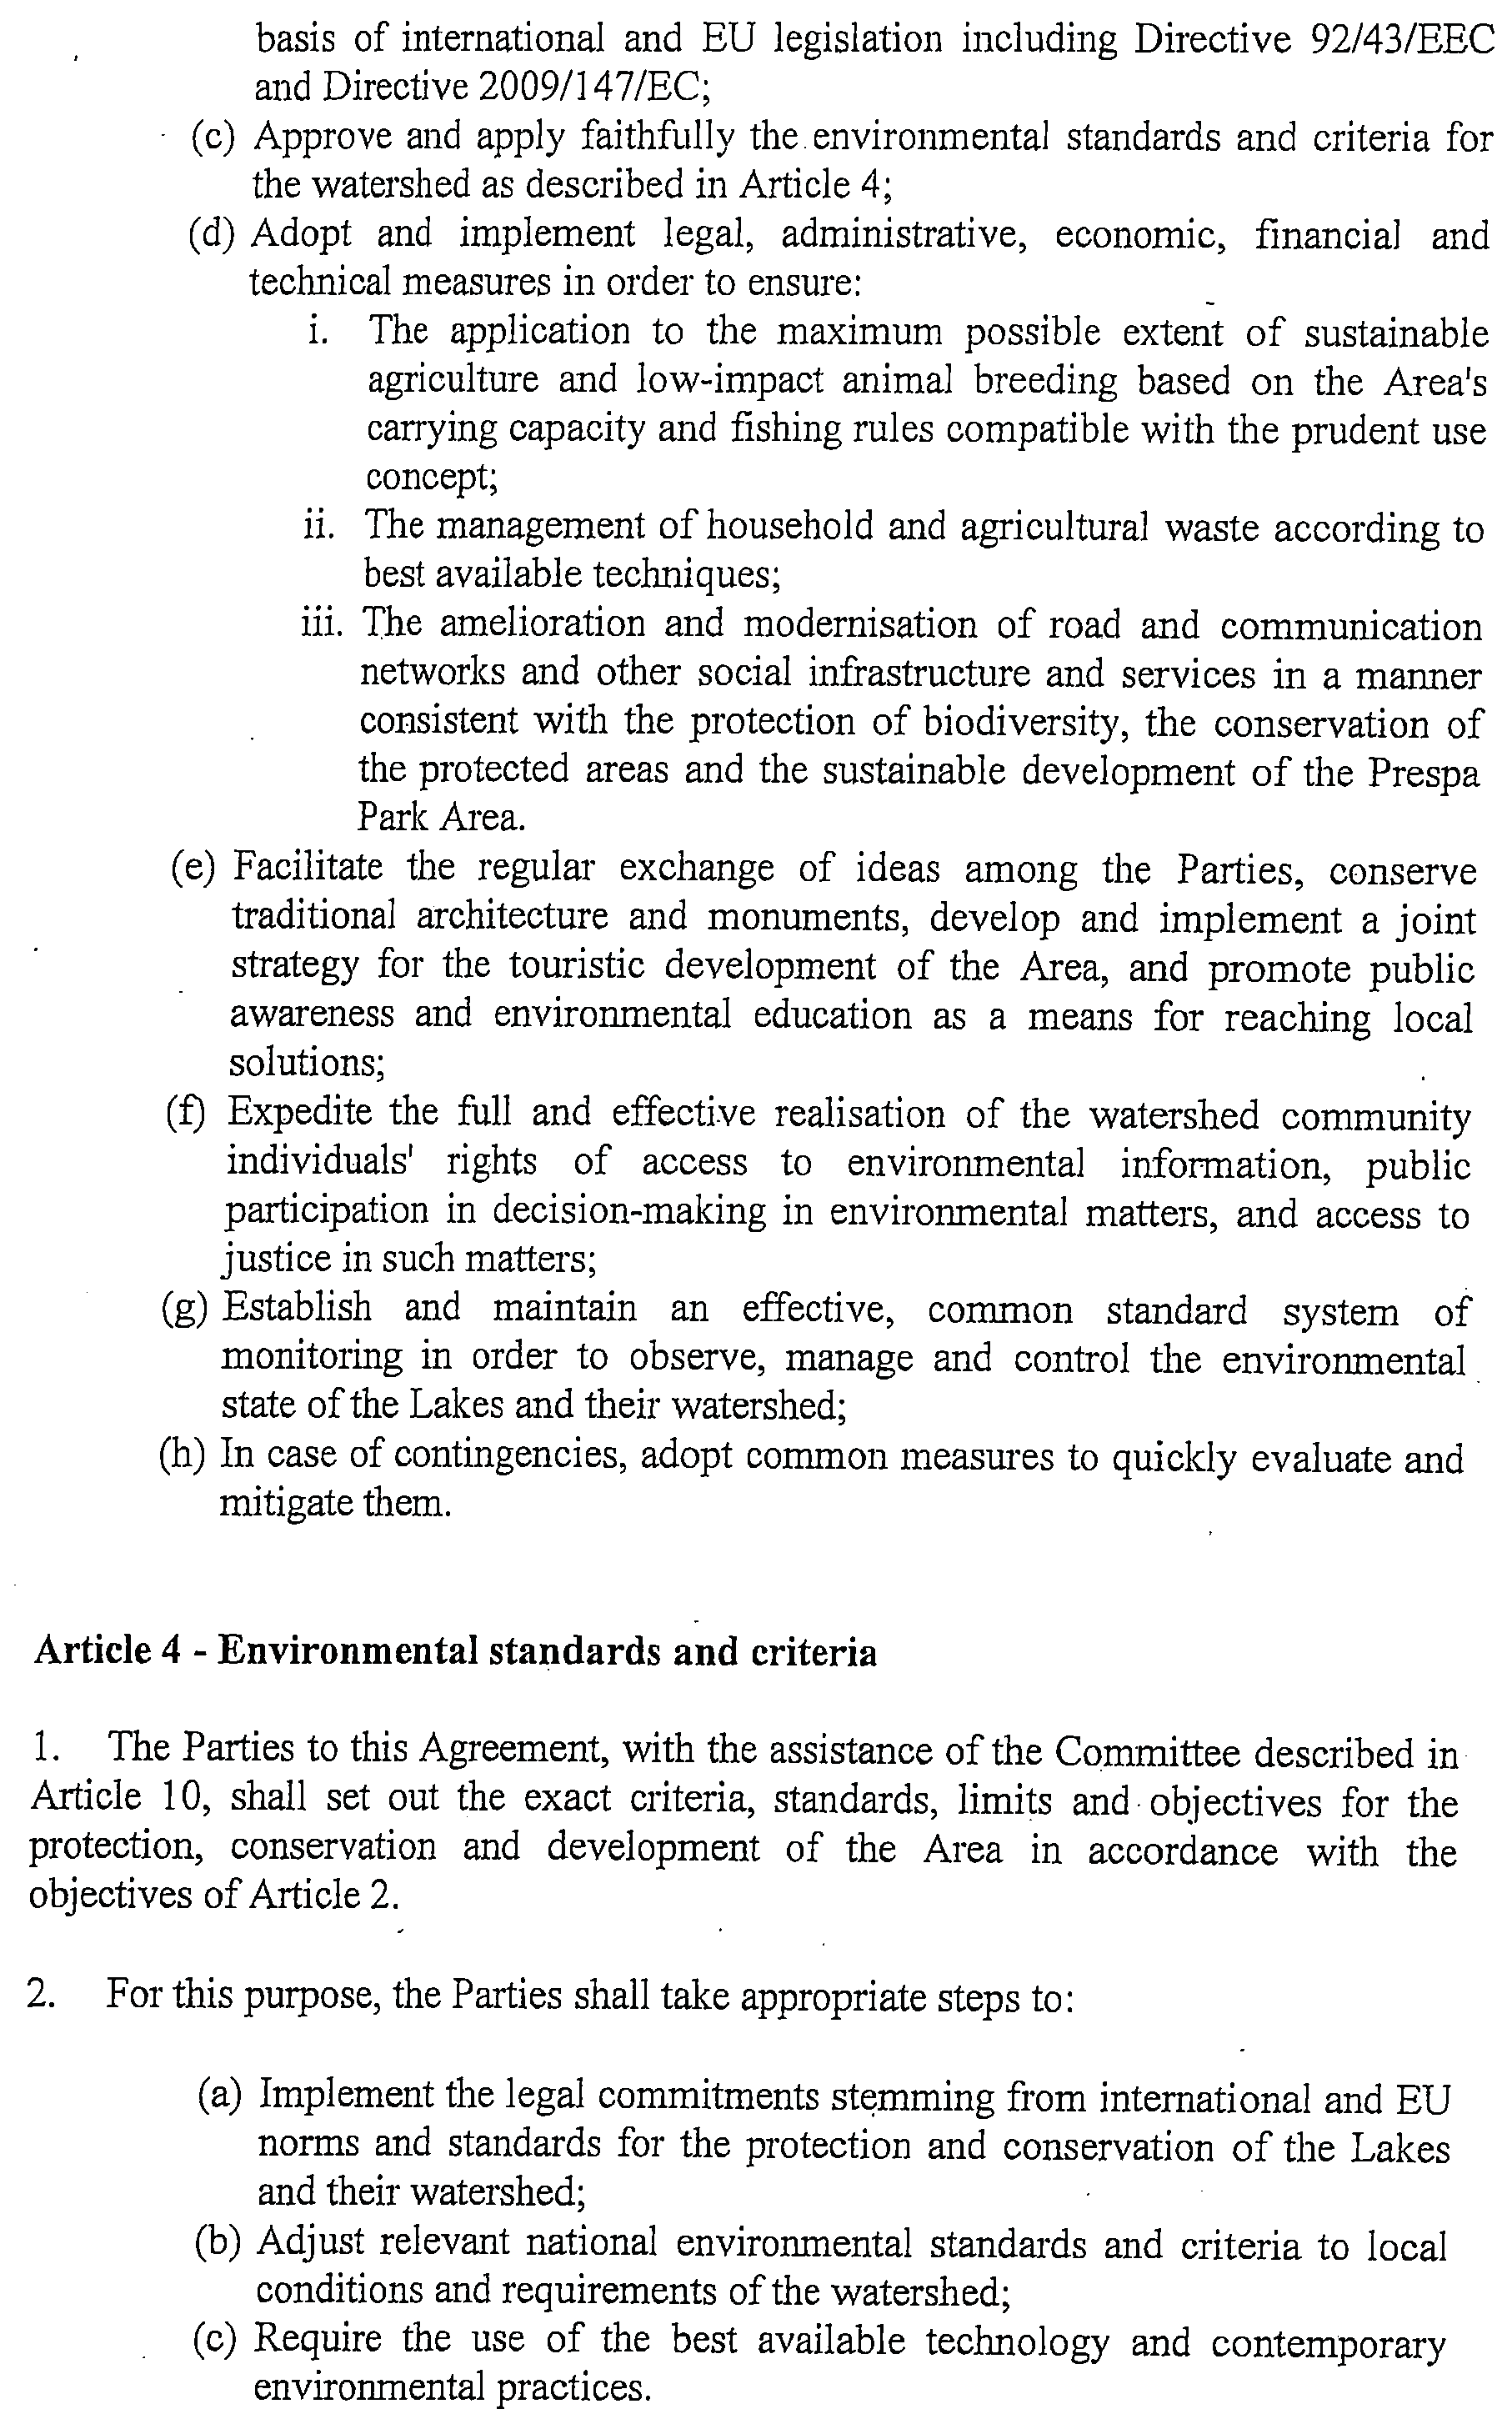 basis of international and EU legislation including Directive 92/43/EEC
and Directive 2009/147/EC;
(c) Approve and apply faithfully the environmental standards and criteria for
the watershed as described in Article 4;
(d) Adopt and implement legal, administrative, economic, financial and
technical measures in order to ensure:
i. The application to the maximum possible extent of sustainable
agriculture and low-impact animal breeding based on the Area's
carrying capacity and fishing rules compatible with the prudent use
concept;
ii. The management of household and agricultural waste according to
best available techniques;
iii. The amelioration and modernisation of road and communication
networks and other social infrastructure and services in a manner
consistent with the protection of biodiversity, the conservation of
the protected areas and the sustainable development of the Prespa
Park Area.
(e) Facilitate the regular exchange of ideas among the Parties, conserve
traditional architecture and monuments, develop and implement a joint
strategy for the touristic development of the Area, and promote public
awareness and environmental education as a means for reaching local
solutions;
(f) Expedite the full and effective realisation of the watershed community
individuals' rights of access to environmental information, public
participation in decision-making in environmental matters, and access to
justice in such matters;
(g) Establish and maintain an effective, common standard system of
monitoring in order to observe, manage and control the environmental
state of the Lakes and their watershed;
(h) In case of contingencies, adopt common measures to quickly evaluate and
mitigate them.
Article 4 - Environmental standards and criteria
1. The Parties to this Agreement, with the assistance of the Committee described in
Article 10, shall set out the exact criteria, standards, limits and objectives for the
protection, conservation and development of the Area in accordance with the
objectives of Article 2.
2. For this purpose, the Parties shall take appropriate steps to:
(a) Implement the legal commitments stemming from international and EU
norms and standards for the protection and conservation of the Lakes
and their watershed;
(b) Adjust relevant national environmental standards and criteria to local
conditions and requirements of the watershed;
(c) Require the use of the best available technology and contemporary
environmental practices.